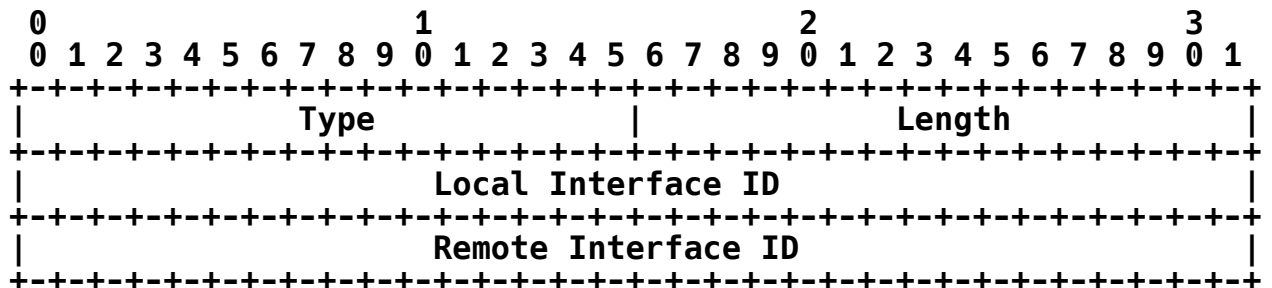 0                   1                   2                   3
 0 1 2 3 4 5 6 7 8 9 0 1 2 3 4 5 6 7 8 9 0 1 2 3 4 5 6 7 8 9 0 1
+-+-+-+-+-+-+-+-+-+-+-+-+-+-+-+-+-+-+-+-+-+-+-+-+-+-+-+-+-+-+-+-+
|              Type             |             Length            |
+-+-+-+-+-+-+-+-+-+-+-+-+-+-+-+-+-+-+-+-+-+-+-+-+-+-+-+-+-+-+-+-+
|                     Local Interface ID                        |
+-+-+-+-+-+-+-+-+-+-+-+-+-+-+-+-+-+-+-+-+-+-+-+-+-+-+-+-+-+-+-+-+
|                     Remote Interface ID                       |
+-+-+-+-+-+-+-+-+-+-+-+-+-+-+-+-+-+-+-+-+-+-+-+-+-+-+-+-+-+-+-+-+